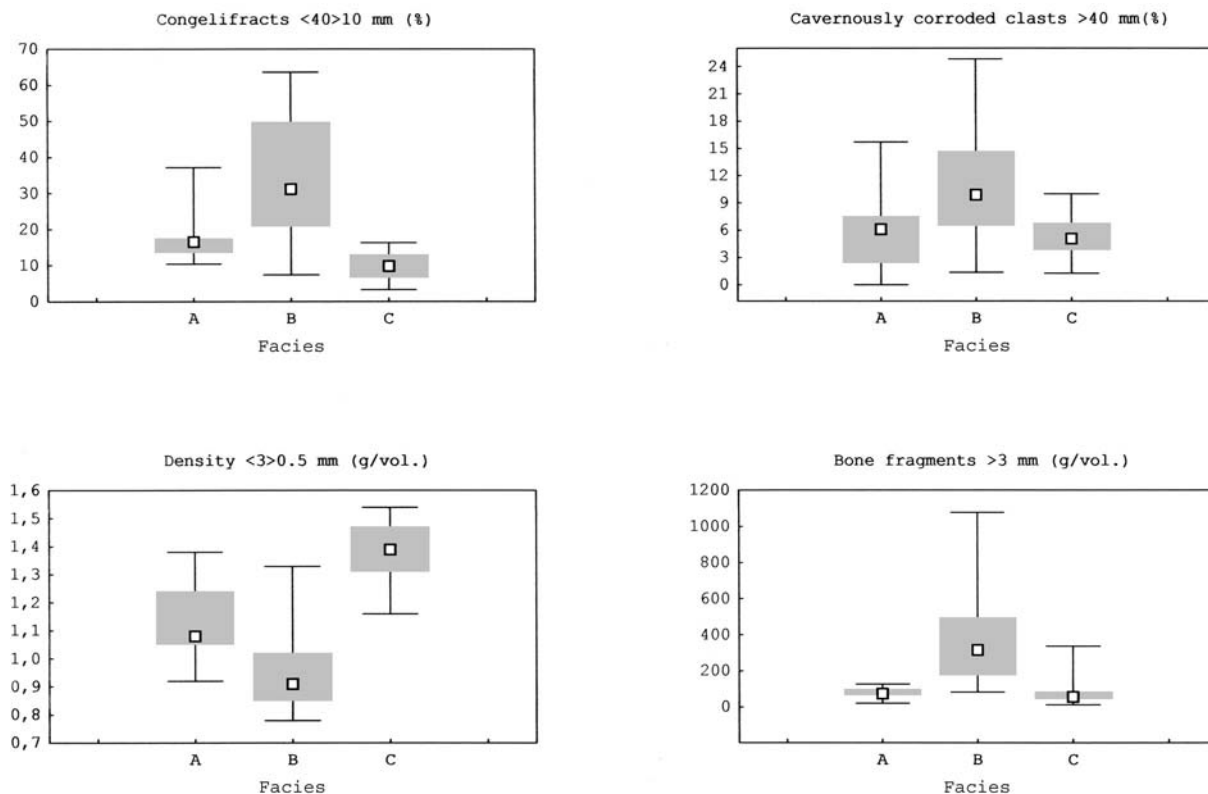 Congelifracts <40>10 mm (%)
70
60
50
40
30
20
10
0
A B C
Facies
Cavernously corroded clasts >40 mm(%)
24
21
18
15
12
9
6
3
0
A B C
Facies
Density <3>0.5 mm (g/vol.)
1,6
1,5
1,4
1,3
1,2
1,1
1,0
0,9
0,8
0,7
A B C
Facies
Bone fragments >3 mm (g/vol.)
1200
1000
800
600
400
200
0
A B C
Facies